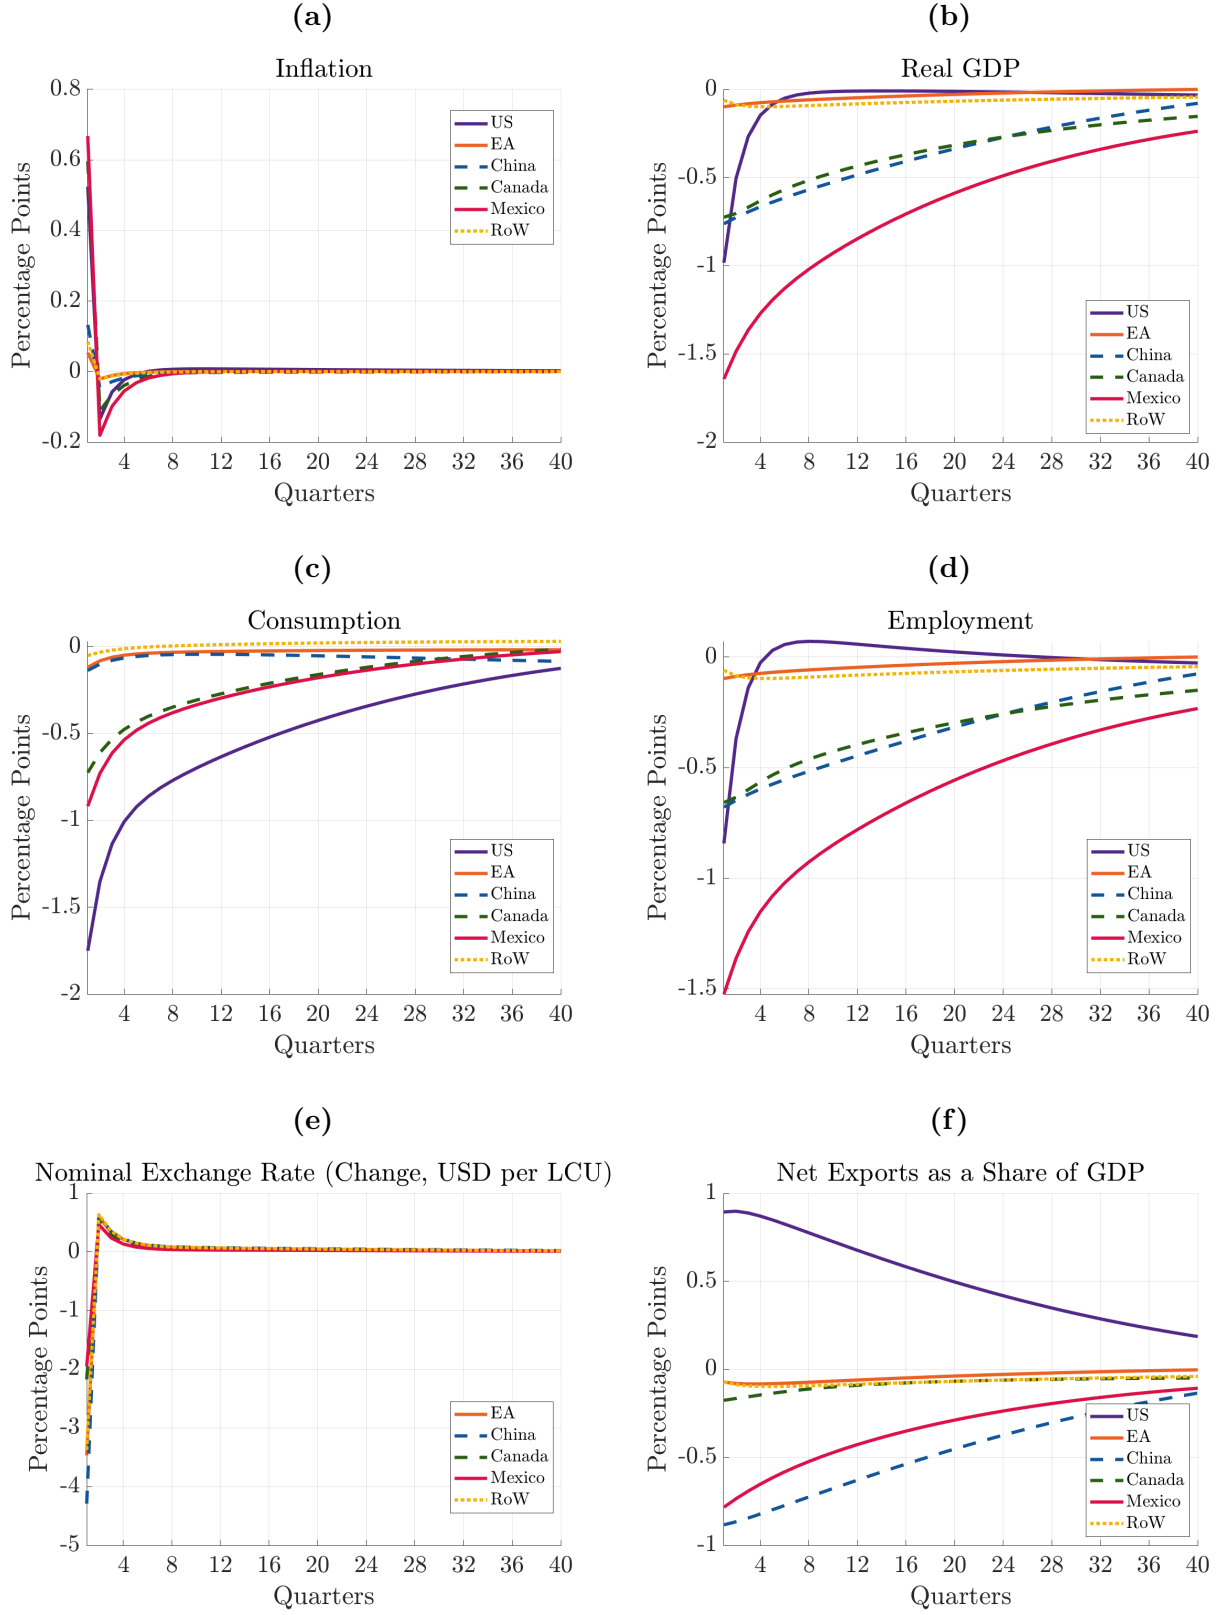 (a)
Inflation
Percentage Points
0.8
0.6
0.4
0.2
0
-0.2
US
EA
China
Canada
Mexico
RoW
4 8 12 16 20 24 28 32 36 40
Quarters
(b)
Real GDP
Percentage Points
0
-0.5
-1
-1.5
-2
US
EA
China
Canada
Mexico
RoW
4 8 12 16 20 24 28 32 36 40
Quarters
(c)
Consumption
Percentage Points
0
-0.5
-1
-1.5
-2
US
EA
China
Canada
Mexico
RoW
4 8 12 16 20 24 28 32 36 40
Quarters
(d)
Employment
Percentage Points
0
-0.5
-1
-1.5
US
EA
China
Canada
Mexico
RoW
4 8 12 16 20 24 28 32 36 40
Quarters
(e)
Nominal Exchange Rate (Change, USD per LCU)
Percentage Points
1
0
-1
-2
-3
-4
-5
EA
China
Canada
Mexico
RoW
4 8 12 16 20 24 28 32 36 40
Quarters
(f)
Net Exports as a Share of GDP
Percentage Points
1
0.5
0
-0.5
-1
US
EA
China
Canada
Mexico
RoW
4 8 12 16 20 24 28 32 36 40
Quarters